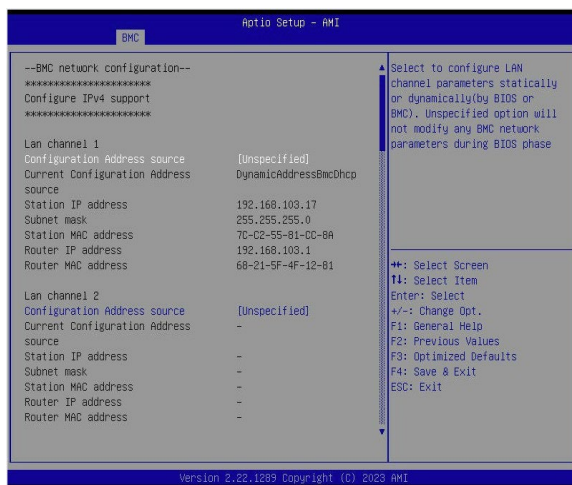 Aptio Setup - AMI
BMC
--BMC network configuration--
***********************
Configure IPv4 support
***********************
Lan channel 1
Configuration Address source [Unspecified]
Current Configuration Address DynamicAddressBmcDhcp
source
Station IP address 192.168.103.17
Subnet mask 255.255.255.0
Station MAC address 7C-C2-55-81-CC-8A
Router IP address 192.168.103.1
Router MAC address 68-21-5F-4F-12-81
Lan channel 2
Configuration Address source [Unspecified]
Current Configuration Address -
source
Station IP address -
Subnet mask -
Station MAC address -
Router IP address -
Router MAC address -
Select to configure LAN
channel parameters statically
or dynamically(by BIOS or
BMC). Unspecified option will
not modify any BMC network
parameters during BIOS phase
→←: Select Screen
↑↓: Select Item
Enter: Select
+/-: Change Opt.
F1: General Help
F2: Previous Values
F3: Optimized Defaults
F4: Save & Exit
ESC: Exit
Version 2.22.1289 Copyright (C) 2023 AMI